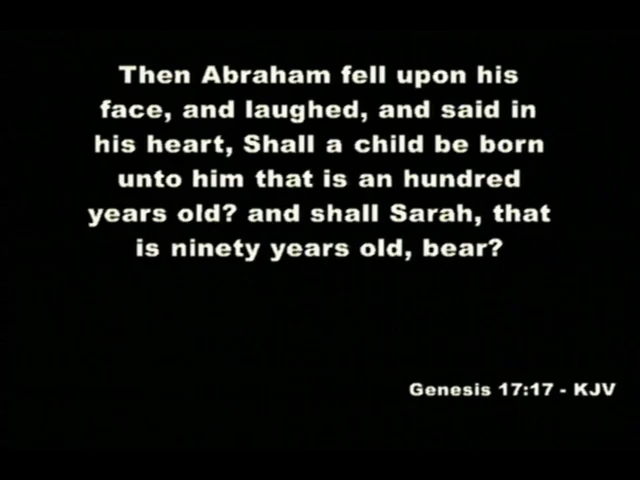 Then Abraham fell upon his
face, and laughed, and said in
his heart, Shall a child be born
unto him that is an hundred
years old? and shall Sarah, that
is ninety years old, bear?
Genesis 17:17 - KJV